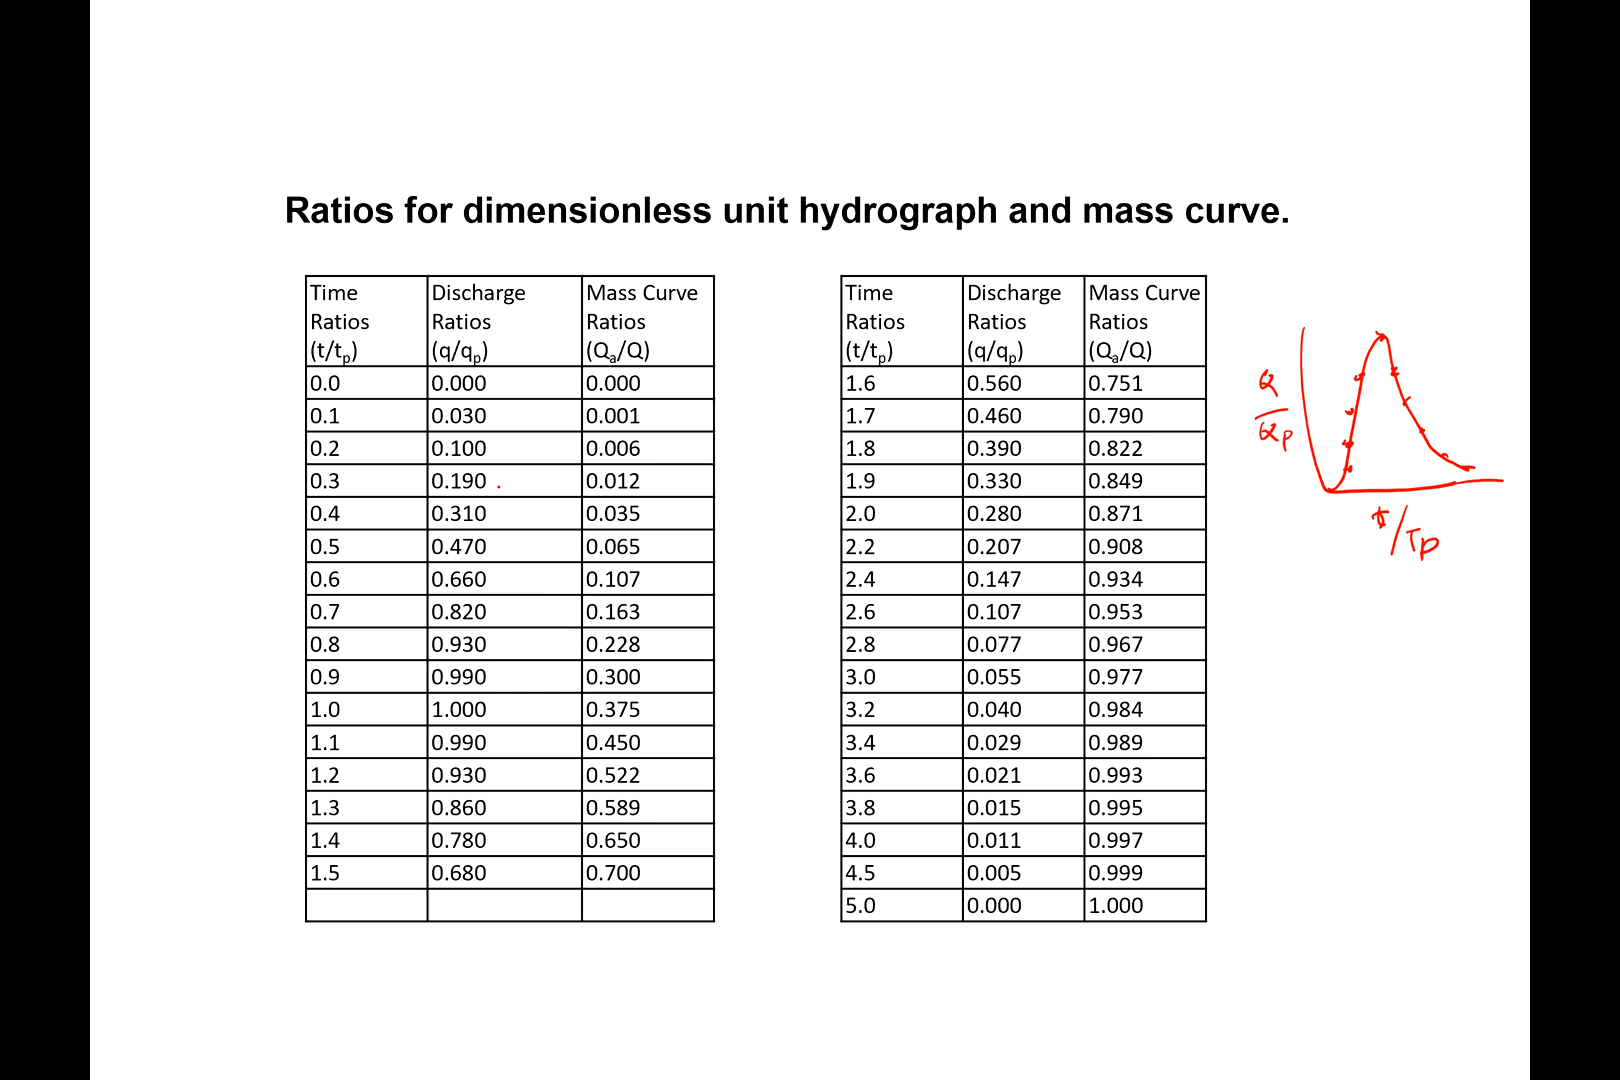 Ratios for dimensionless unit hydrograph and mass curve.
Time Ratios (t/tp) Discharge Ratios (q/qp) Mass Curve Ratios (Qa/Q)
0.0 0.000 0.000
0.1 0.030 0.001
0.2 0.100 0.006
0.3 0.190 0.012
0.4 0.310 0.035
0.5 0.470 0.065
0.6 0.660 0.107
0.7 0.820 0.163
0.8 0.930 0.228
0.9 0.990 0.300
1.0 1.000 0.375
1.1 0.990 0.450
1.2 0.930 0.522
1.3 0.860 0.589
1.4 0.780 0.650
1.5 0.680 0.700
Time Ratios (t/tp) Discharge Ratios (q/qp) Mass Curve Ratios (Qa/Q)
1.6 0.560 0.751
1.7 0.460 0.790
1.8 0.390 0.822
1.9 0.330 0.849
2.0 0.280 0.871
2.2 0.207 0.908
2.4 0.147 0.934
2.6 0.107 0.953
2.8 0.077 0.967
3.0 0.055 0.977
3.2 0.040 0.984
3.4 0.029 0.989
3.6 0.021 0.993
3.8 0.015 0.995
4.0 0.011 0.997
4.5 0.005 0.999
5.0 0.000 1.000
Q
Qp
t/Tp